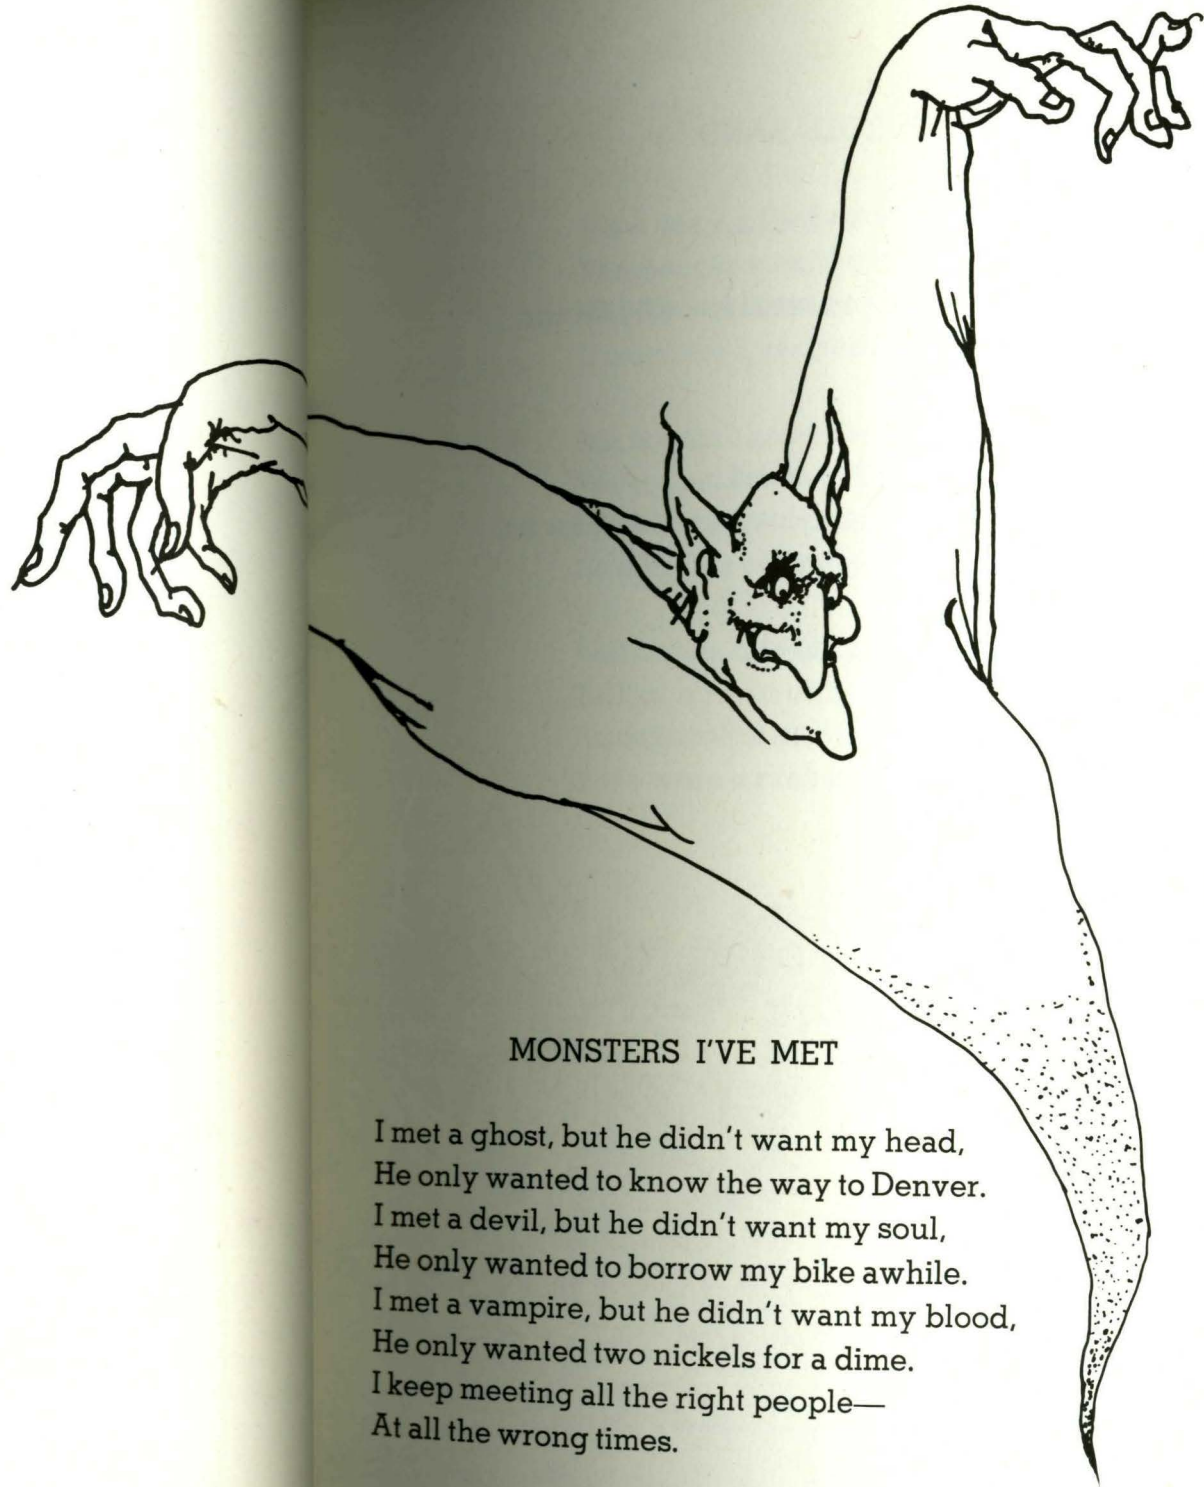 MONSTERS I'VE MET
I met a ghost, but he didn't want my head,
He only wanted to know the way to Denver.
I met a devil, but he didn't want my soul,
He only wanted to borrow my bike awhile.
I met a vampire, but he didn't want my blood,
He only wanted two nickels for a dime.
I keep meeting all the right people—
At all the wrong times.